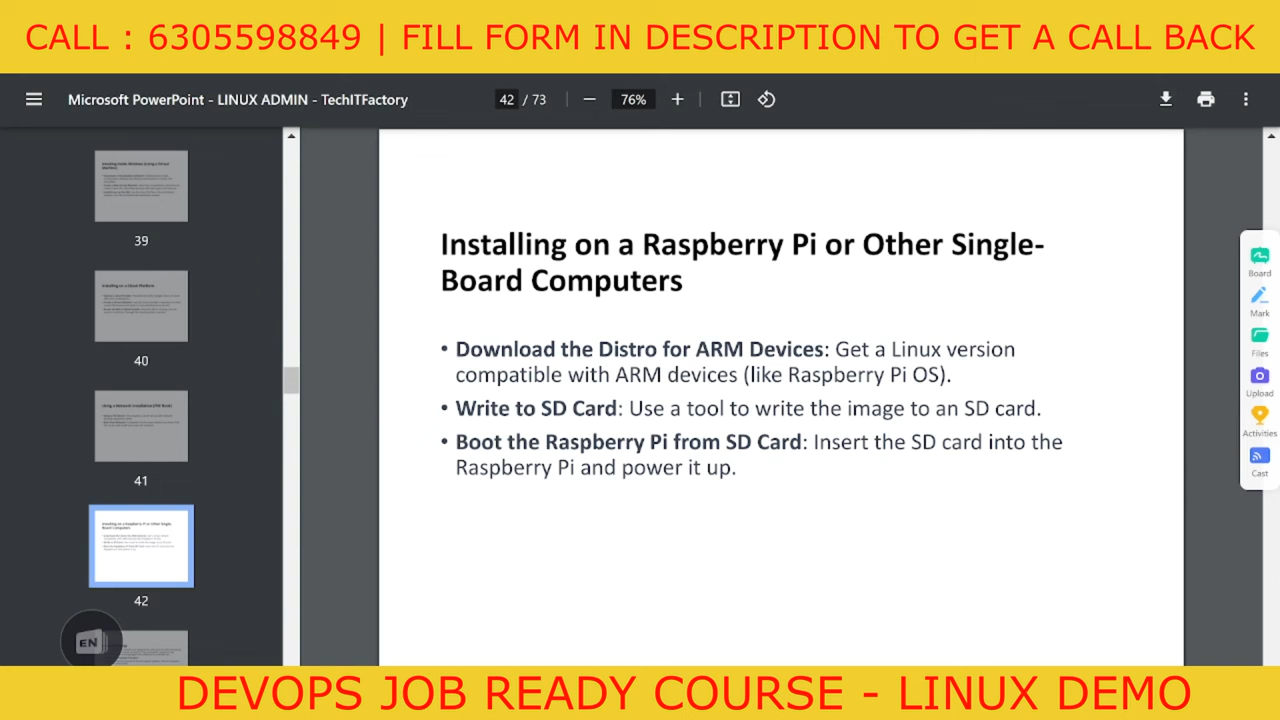 CALL : 6305598849 | FILL FORM IN DESCRIPTION TO GET A CALL BACK
Microsoft PowerPoint - LINUX ADMIN - TechITFactory
42 / 73
76%
39
Installing on a Cloud Platform
40
41
42
Installing on a Raspberry Pi or Other Single-
Board Computers
• Download the Distro for ARM Devices: Get a Linux version
compatible with ARM devices (like Raspberry Pi OS).
• Write to SD Card: Use a tool to write the image to an SD card.
• Boot the Raspberry Pi from SD Card: Insert the SD card into the
Raspberry Pi and power it up.
Board
Mark
Files
Upload
Activities
Cast
EN
DEVOPS JOB READY COURSE - LINUX DEMO